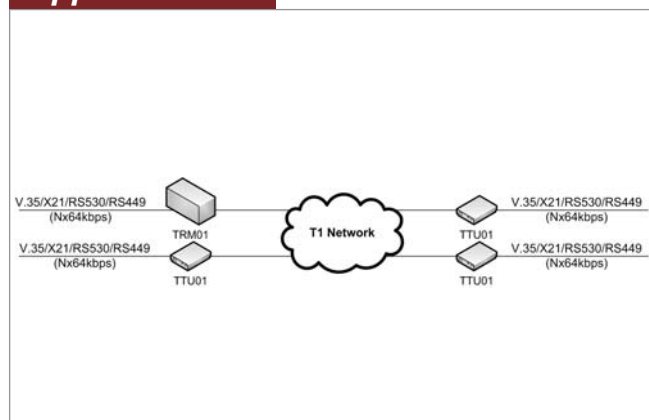 V.35/X21/RS530/RS449
(Nx64kbps)
TRM01
V.35/X21/RS530/RS449
(Nx64kbps)
TTU01
T1 Network
V.35/X21/RS530/RS449
(Nx64kbps)
TTU01
V.35/X21/RS530/RS449
(Nx64kbps)
TTU01